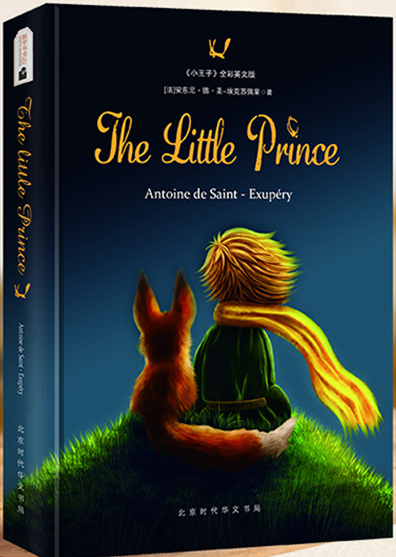 《小王子》全彩英文版
[法]安东尼·德·圣-埃克苏佩里◎著
The Little Prince
Antoine de Saint - Exupéry
北京时代华文书局
The Little Prince
Antoine de Saint - Exupéry
北京时代华文书局